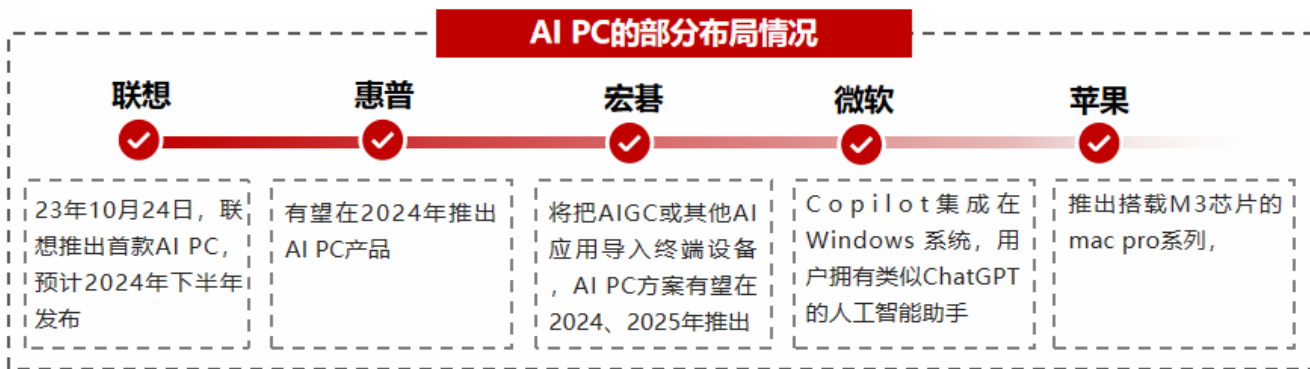 AI PC的部分布局情况
联想
惠普
宏碁
微软
苹果
23年10月24日，联
想推出首款AI PC，
预计2024年下半年
发布
有望在2024年推出
AI PC产品
将把AIGC或其他AI
应用导入终端设备
，AI PC方案有望在
2024、2025年推出
Copilot集成在
Windows 系统，用
户拥有类似ChatGPT
的人工智能助手
推出搭载M3芯片的
mac pro系列，